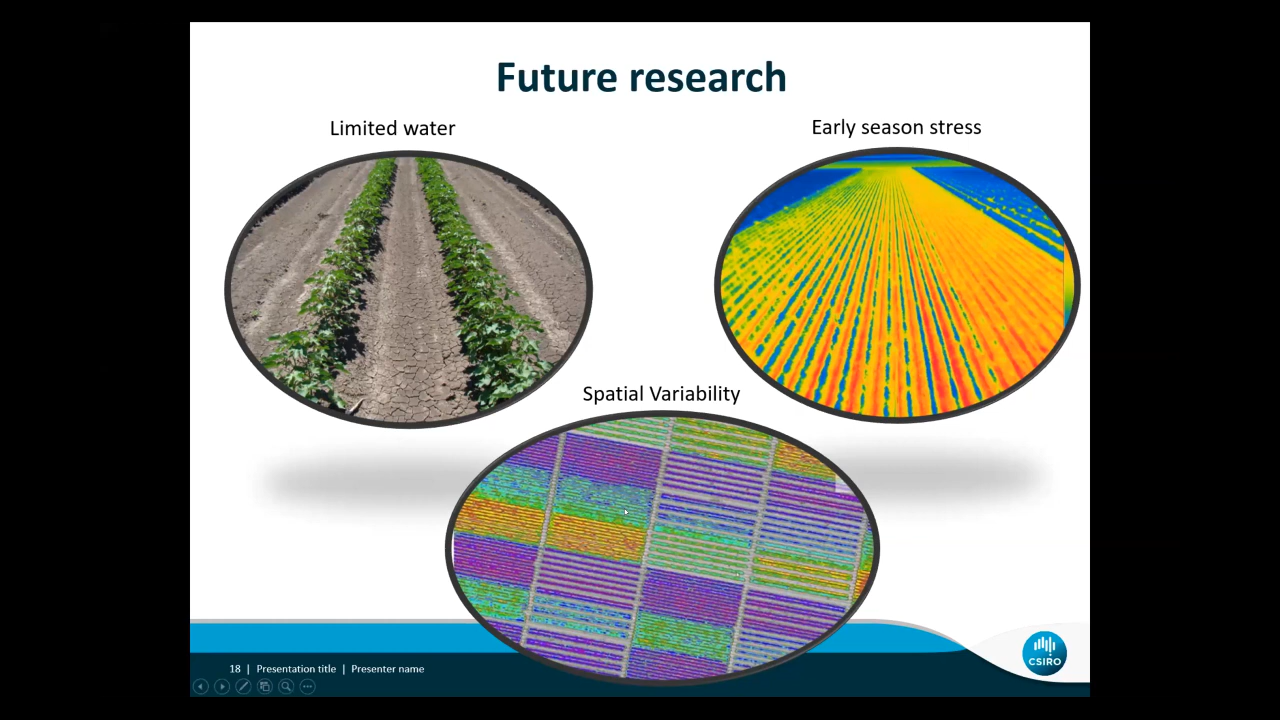 Future research
Limited water
Early season stress
Spatial Variability
18 | Presentation title | Presenter name
CSIRO